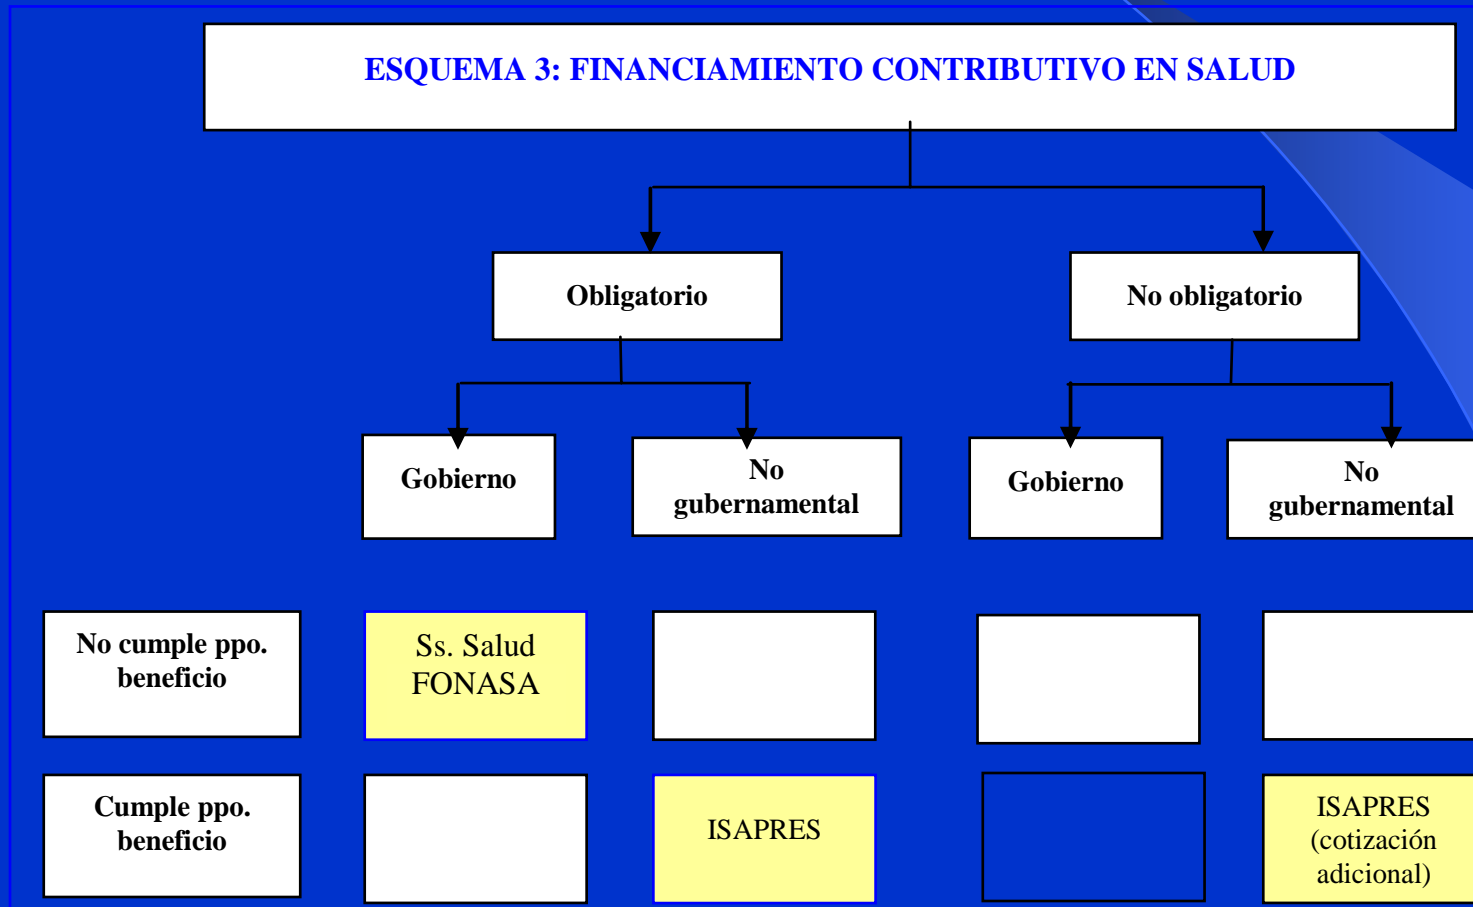 ESQUEMA 3: FINANCIAMIENTO CONTRIBUTIVO EN SALUD
Obligatorio
No obligatorio
Gobierno
No
gubernamental
Gobierno
No
gubernamental
No cumple ppo.
beneficio
Ss. Salud
FONASA
Cumple ppo.
beneficio
ISAPRES
ISAPRES
(cotización
adicional)